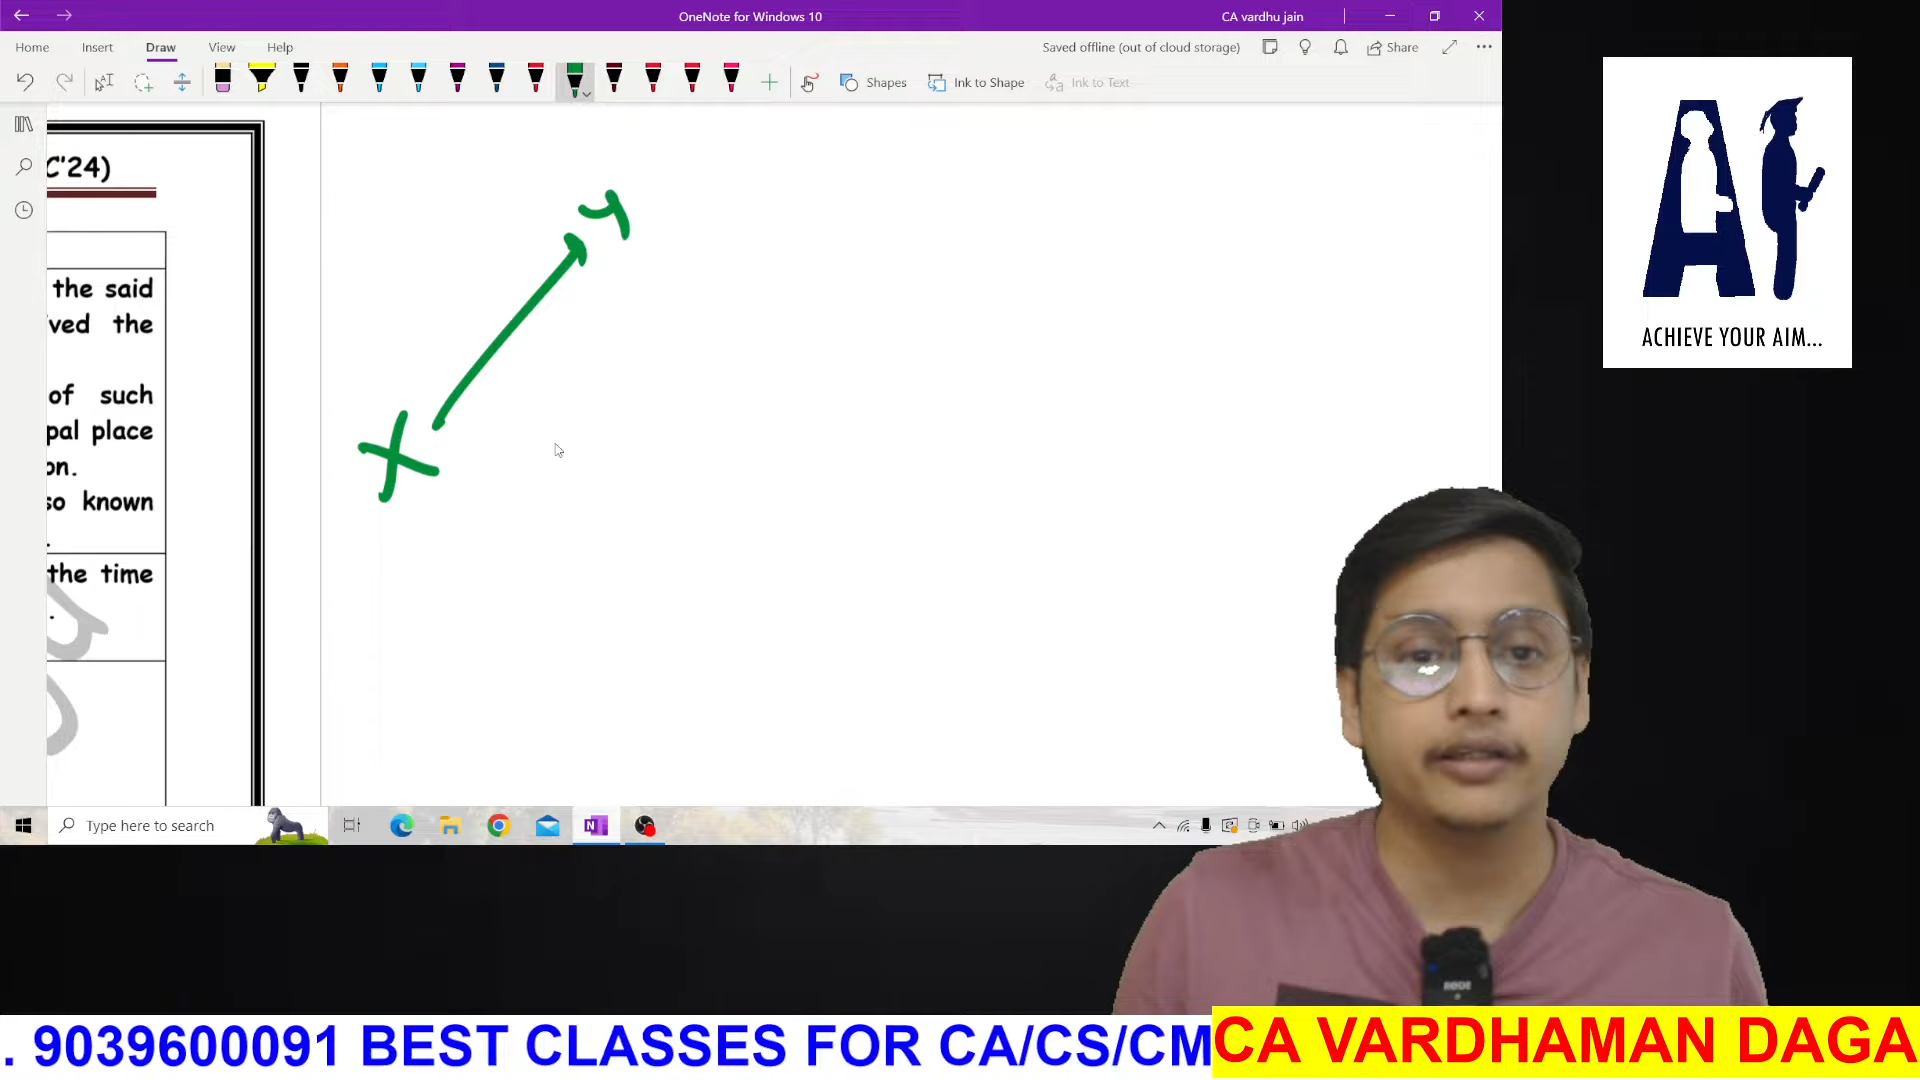 OneNote for Windows 10
CA vardhu jain
Home Insert Draw View Help
Saved offline (out of cloud storage)
Share
Shapes
Ink to Shape
Ink to Text
C'24)
the said
ved the
of such
pal place
on.
so known
.
the time
.
X
Y
ACHIEVE YOUR AIM...
Type here to search
RODE
. 9039600091 BEST CLASSES FOR CA/CS/CM
CA VARDHAMAN DAGA